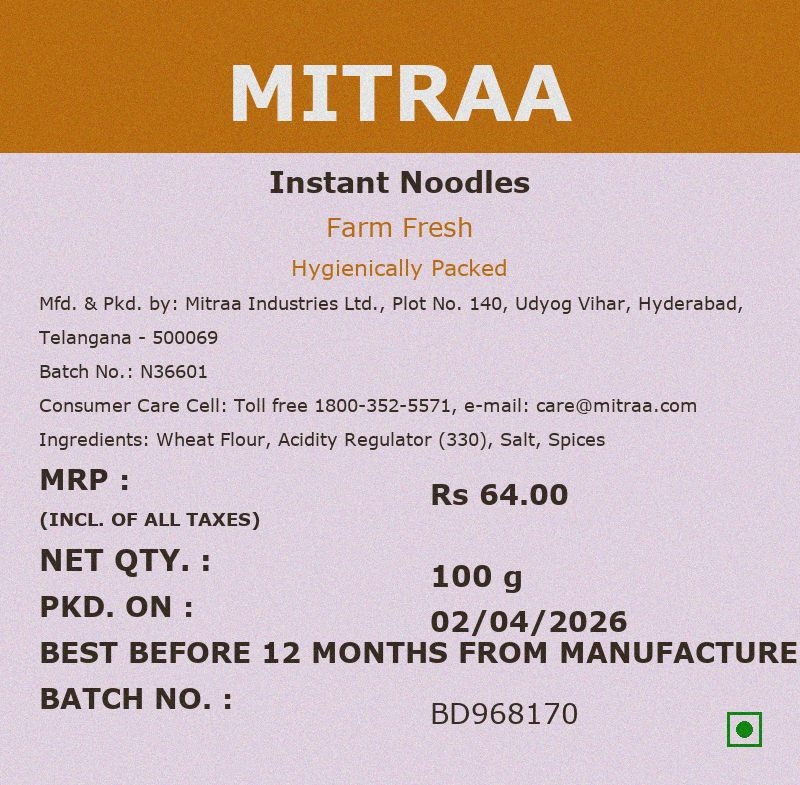 MITRAA
Instant Noodles
Farm Fresh
Hygienically Packed
Mfd. & Pkd. by: Mitraa Industries Ltd., Plot No. 140, Udyog Vihar, Hyderabad,
Telangana - 500069
Batch No.: N36601
Consumer Care Cell: Toll free 1800-352-5571, e-mail: care@mitraa.com
Ingredients: Wheat Flour, Acidity Regulator (330), Salt, Spices
MRP : Rs 64.00
(INCL. OF ALL TAXES)
NET QTY. : 100 g
PKD. ON : 02/04/2026
BEST BEFORE 12 MONTHS FROM MANUFACTURE
BATCH NO. : BD968170